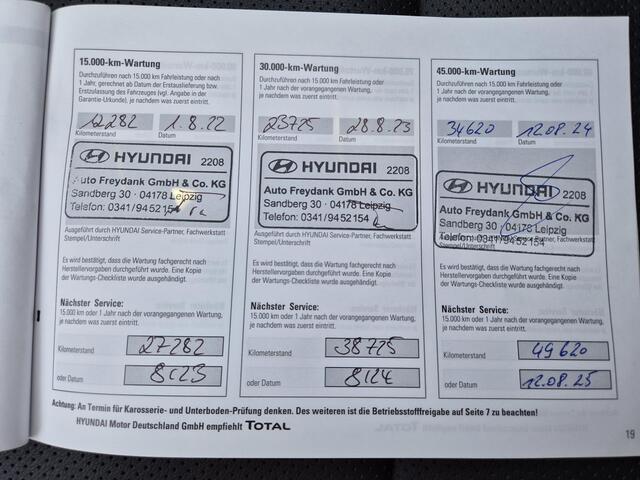 15.000-km-Wartung
Durchzuführen nach 15.000 km Fahrleistung oder nach
1 Jahr, gerechnet ab Datum der Erstauslieferung bzw.
Erstzulassung des Fahrzeuges (vgl. Angabe in der
Garantie-Urkunde), je nachdem was zuerst eintritt.
12282 1.8.22
Kilometerstand Datum
HYUNDAI 2208
Auto Freydank GmbH & Co. KG
Sandberg 30 · 04178 Leipzig
Telefon: 0341/9452154
Ausgeführt durch HYUNDAI Service-Partner, Fachwerkstatt
Stempel/Unterschrift
Es wird bestätigt, dass die Wartung fachgerecht nach
Herstellervorgaben durchgeführt wurde. Eine Kopie
der Wartungs-Checkliste wurde ausgehändigt.
Nächster Service:
15.000 km oder 1 Jahr nach der vorangegangenen Wartung,
je nachdem was zuerst eintritt.
Kilometerstand 27282
oder Datum 8/23
30.000-km-Wartung
Durchzuführen nach 15.000 km Fahrleistung oder
1 Jahr nach der vorangegangenen Wartung,
je nachdem was zuerst eintritt.
23725 28.8.23
Kilometerstand Datum
HYUNDAI 2208
Auto Freydank GmbH & Co. KG
Sandberg 30 · 04178 Leipzig
Telefon: 0341/9452154
Ausgeführt durch HYUNDAI Service-Partner, Fachwerkstatt
Stempel/Unterschrift
Es wird bestätigt, dass die Wartung fachgerecht nach
Herstellervorgaben durchgeführt wurde. Eine Kopie
der Wartungs-Checkliste wurde ausgehändigt.
Nächster Service:
15.000 km oder 1 Jahr nach der vorangegangenen Wartung,
je nachdem was zuerst eintritt.
Kilometerstand 38725
oder Datum 8/24
45.000-km-Wartung
Durchzuführen nach 15.000 km Fahrleistung oder
1 Jahr nach der vorangegangenen Wartung,
je nachdem was zuerst eintritt.
34620 12.08.24
Kilometerstand Datum
HYUNDAI 2208
Auto Freydank GmbH & Co. KG
Sandberg 30 · 04178 Leipzig
Telefon: 0341/9452154
Stempel/Unterschrift
Es wird bestätigt, dass die Wartung fachgerecht nach
Herstellervorgaben durchgeführt wurde. Eine Kopie
der Wartungs-Checkliste wurde ausgehändigt.
Nächster Service:
15.000 km oder 1 Jahr nach der vorangegangenen Wartung,
je nachdem was zuerst eintritt.
Kilometerstand 49620
oder Datum 12.08.25
Achtung: An Termin für Karosserie- und Unterboden-Prüfung denken. Des weiteren ist die Betriebsstofffreigabe auf Seite 7 zu beachten!
HYUNDAI Motor Deutschland GmbH empfiehlt TOTAL
19